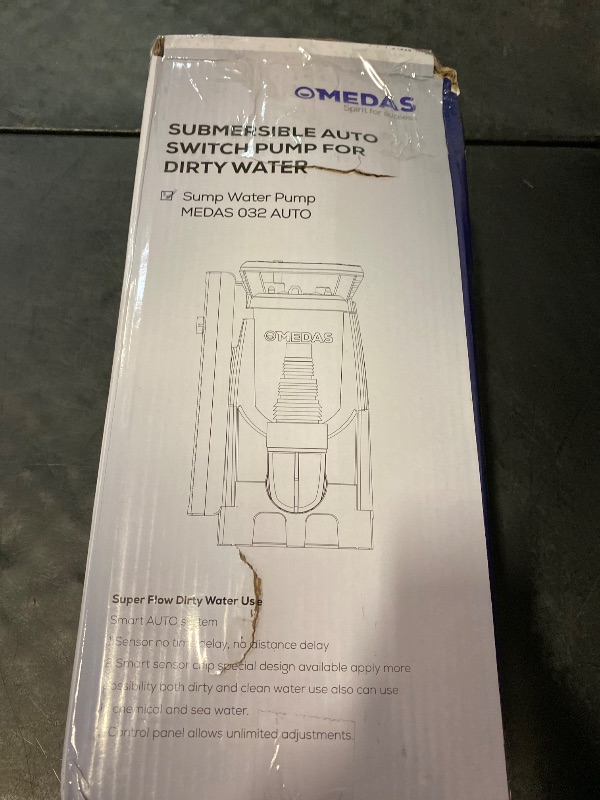 OMEDAS
Spirit for success
SUBMERSIBLE AUTO
SWITCH PUMP FOR
DIRTY WATER
Sump Water Pump
MEDAS 032 AUTO
OMEDAS
Super Flow Dirty Water Use
Smart AUTO system
Sensor no time delay, no distance delay
2 Smart sensor chip special design available apply more
possibility both dirty and clean water use also can use
chemical and sea water.
Control panel allows unlimited adjustments.